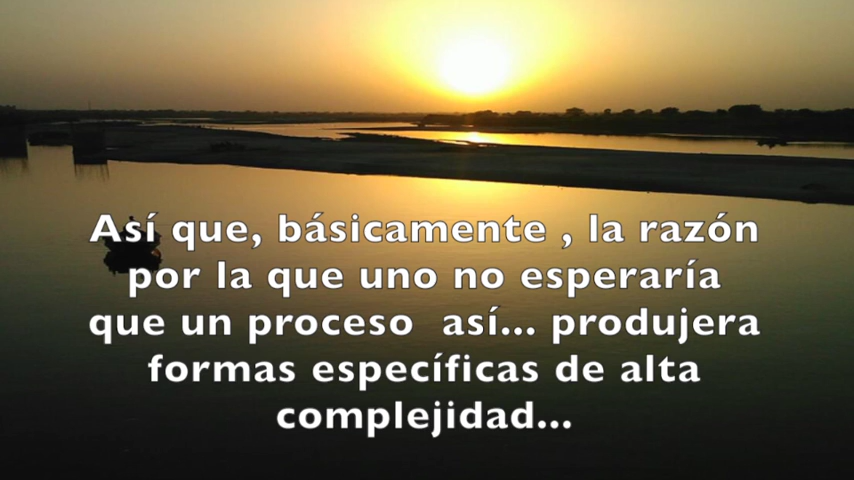 Así que, básicamente , la razón
por la que uno no esperaría
que un proceso  así... produjera
formas específicas de alta
complejidad...